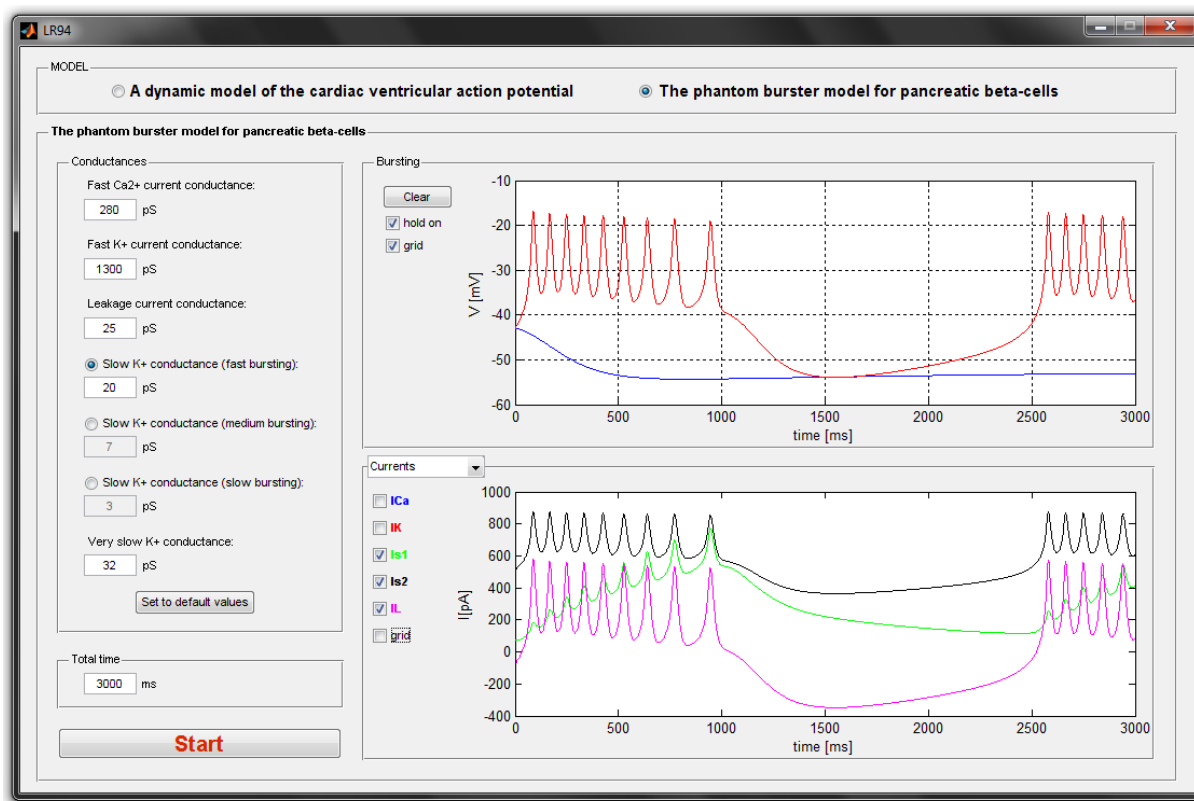 LR94
MODEL
A dynamic model of the cardiac ventricular action potential
The phantom burster model for pancreatic beta-cells
The phantom burster model for pancreatic beta-cells
Conductances
Fast Ca2+ current conductance:
280 pS
Fast K+ current conductance:
1300 pS
Leakage current conductance:
25 pS
Slow K+ conductance (fast bursting):
20 pS
Slow K+ conductance (medium bursting):
7 pS
Slow K+ conductance (slow bursting):
3 pS
Very slow K+ conductance:
32 pS
Set to default values
Total time
3000 ms
Start
Bursting
Clear
hold on
grid
V [mV]
-10
-20
-30
-40
-50
-60
0 500 1000 1500 2000 2500 3000
time [ms]
Currents
ICa
IK
Is1
Is2
IL
grid
I[pA]
1000
800
600
400
200
0
-200
-400
0 500 1000 1500 2000 2500 3000
time [ms]